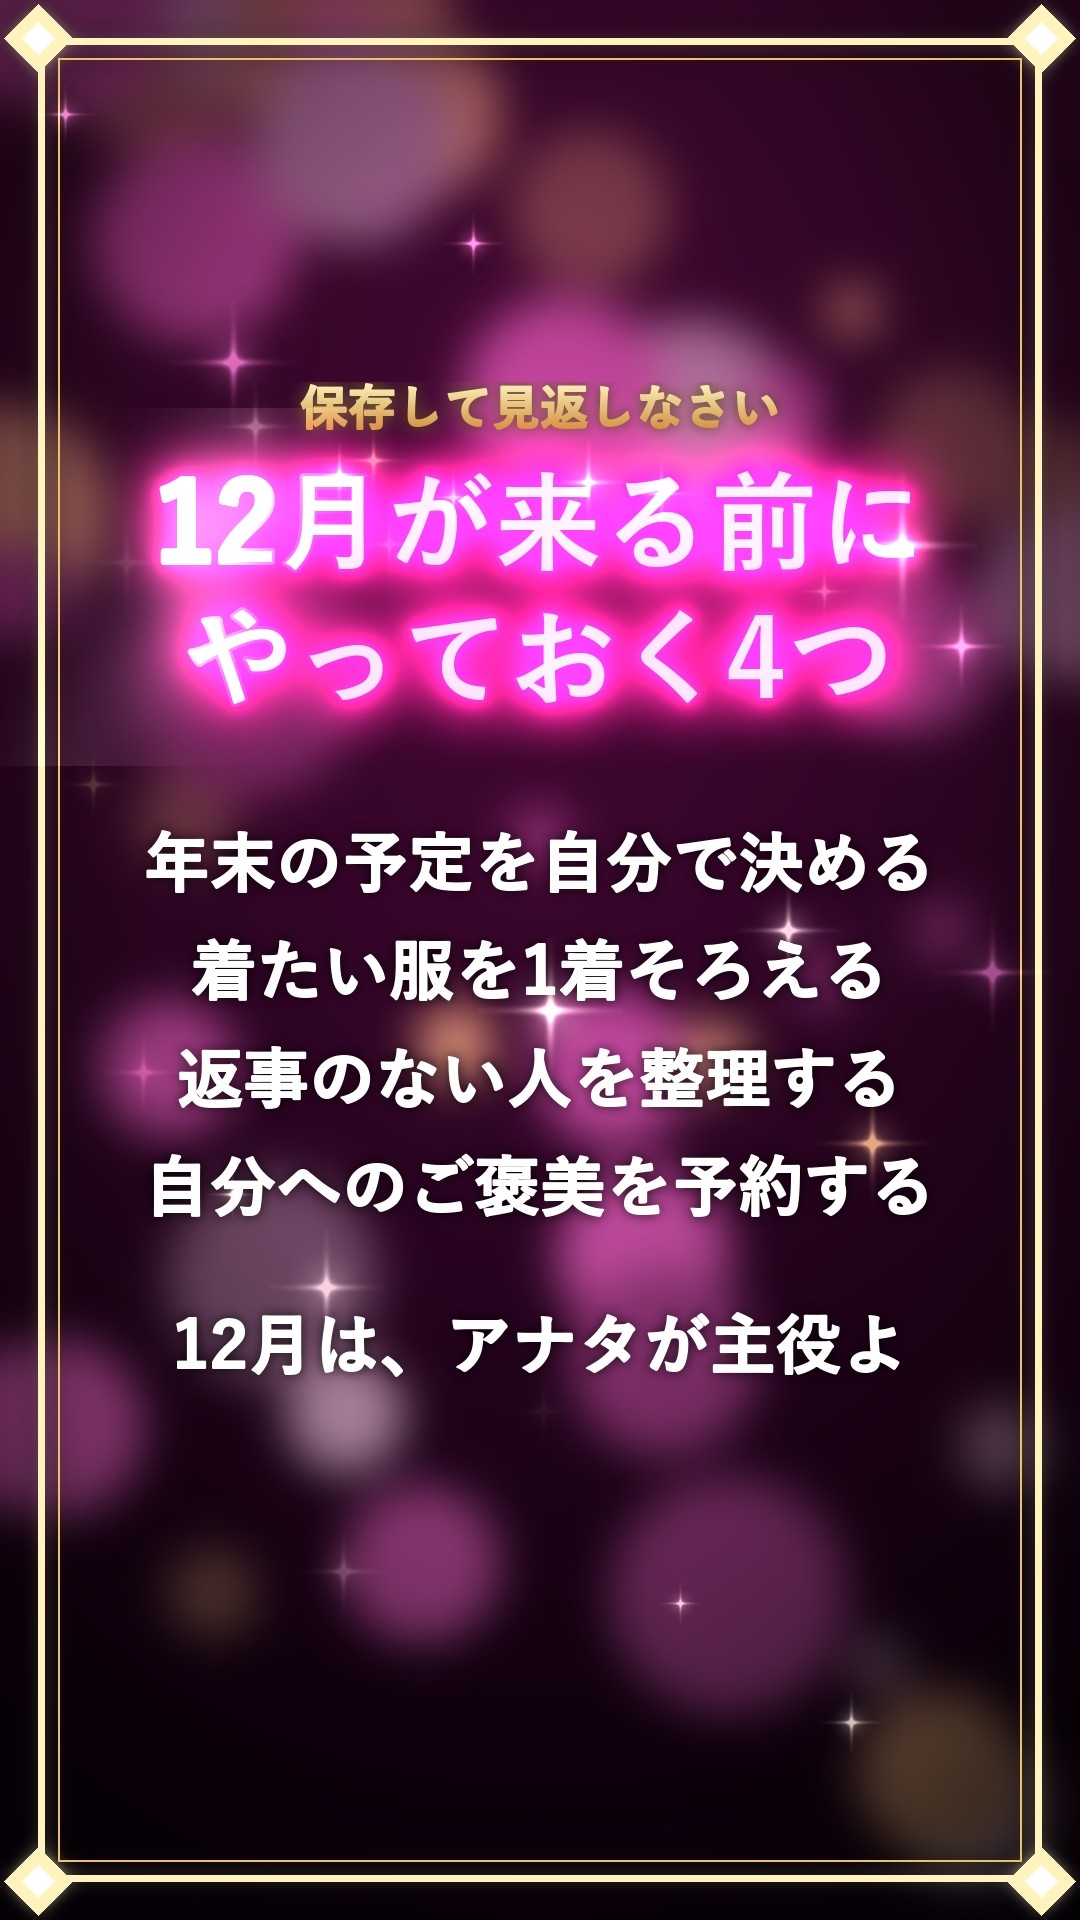 保存して見返しなさい
12月が来る前に
やっておく4つ
年末の予定を自分で決める
着たい服を1着そろえる
返事のない人を整理する
自分へのご褒美を予約する
12月は、アナタが主役よ